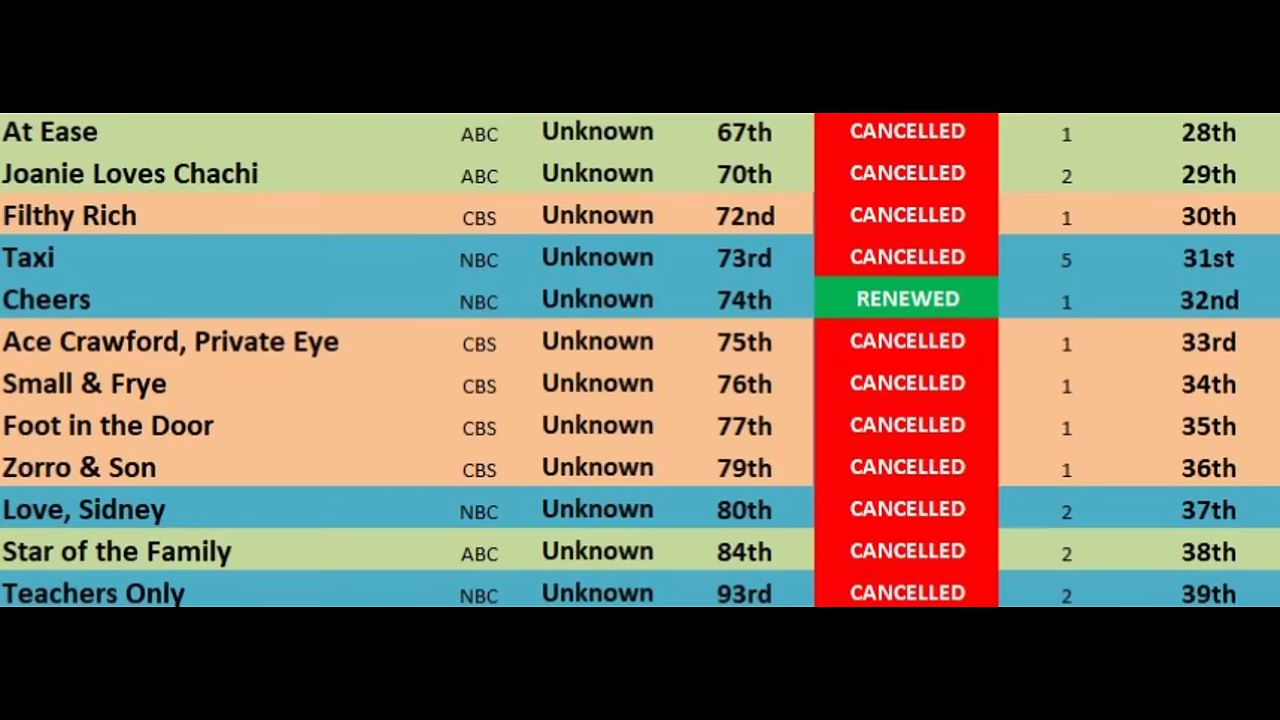 At Ease ABC Unknown 67th CANCELLED 1 28th
Joanie Loves Chachi ABC Unknown 70th CANCELLED 2 29th
Filthy Rich CBS Unknown 72nd CANCELLED 1 30th
Taxi NBC Unknown 73rd CANCELLED 5 31st
Cheers NBC Unknown 74th RENEWED 1 32nd
Ace Crawford, Private Eye CBS Unknown 75th CANCELLED 1 33rd
Small & Frye CBS Unknown 76th CANCELLED 1 34th
Foot in the Door CBS Unknown 77th CANCELLED 1 35th
Zorro & Son CBS Unknown 79th CANCELLED 1 36th
Love, Sidney NBC Unknown 80th CANCELLED 2 37th
Star of the Family ABC Unknown 84th CANCELLED 2 38th
Teachers Only NBC Unknown 93rd CANCELLED 2 39th